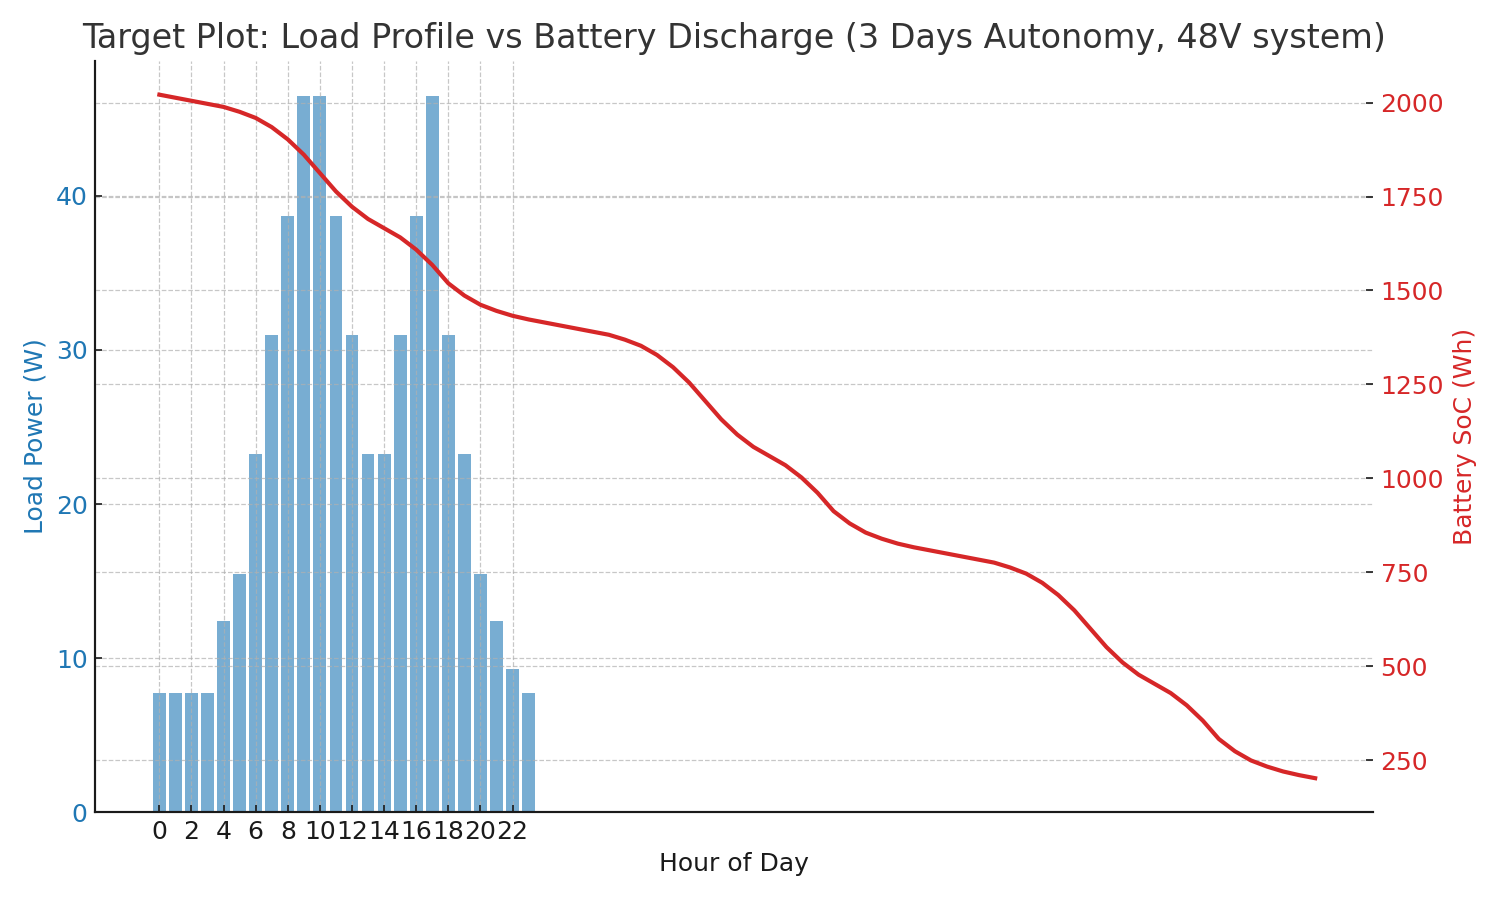 Target Plot: Load Profile vs Battery Discharge (3 Days Autonomy, 48V system)
Load Power (W)
40
30
20
10
0
2000
1750
1500
1250
1000
750
500
250
Battery SoC (Wh)
0 2 4 6 8 10 12 14 16 18 20 22
Hour of Day